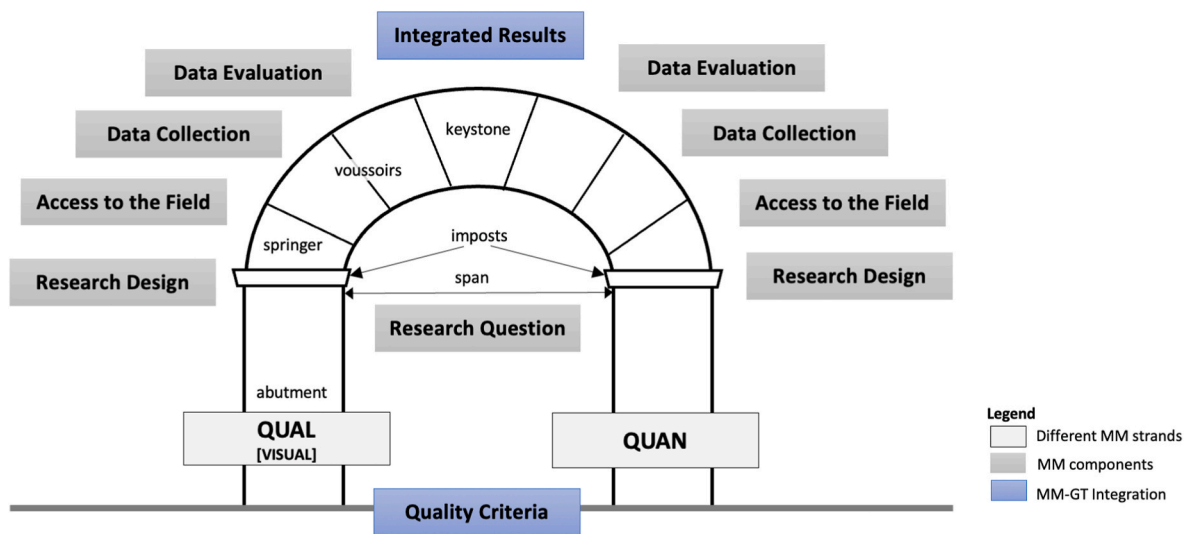 Integrated Results
Data Evaluation
Data Evaluation
Data Collection
keystone
Data Collection
voussoirs
Access to the Field
Access to the Field
springer
imposts
Research Design
span
Research Design
Research Question
abutment
QUAL
[VISUAL]
QUAN
Quality Criteria
Legend
Different MM strands
MM components
MM-GT Integration